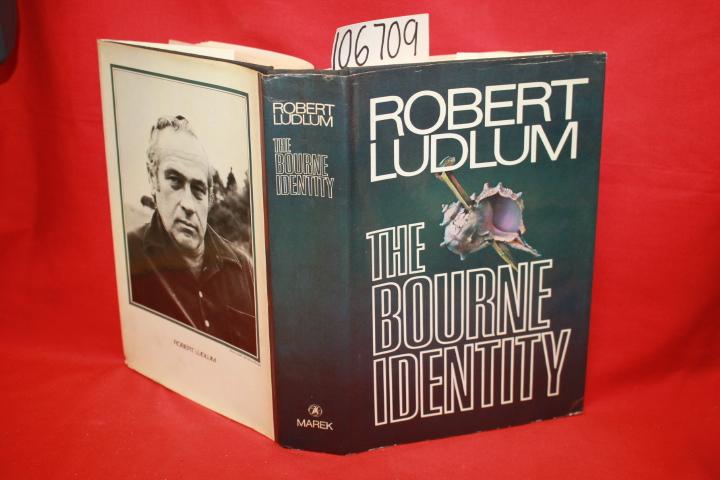 106709
ROBERT LUDLUM
ROBERT
LUDLUM
THE
BOURNE
IDENTITY
MAREK
ROBERT
LUDLUM
THE
BOURNE
IDENTITY